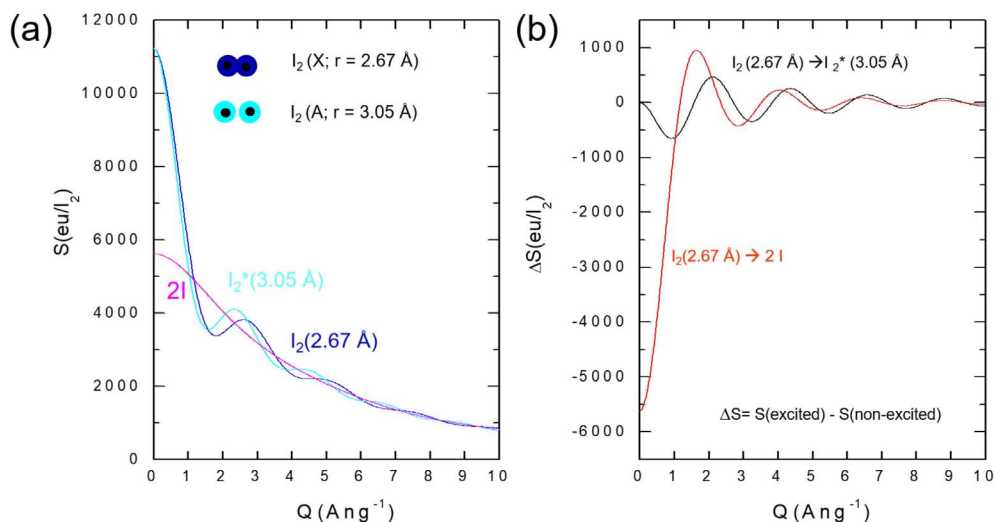 (a)
12000
10000
8000
6000
4000
2000
0
S(eu/I₂)
I₂(X; r = 2.67 Å)
I₂(A; r = 3.05 Å)
2I
I₂*(3.05 Å)
I₂(2.67 Å)
0 1 2 3 4 5 6 7 8 9 10
Q (A ng⁻¹)
(b)
1000
0
-1000
-2000
-3000
-4000
-5000
-6000
ΔS(eu/I₂)
I₂(2.67 Å) → I₂*(3.05 Å)
I₂(2.67 Å) → 2 I
ΔS= S(excited) - S(non-excited)
0 1 2 3 4 5 6 7 8 9 10
Q (A ng⁻¹)